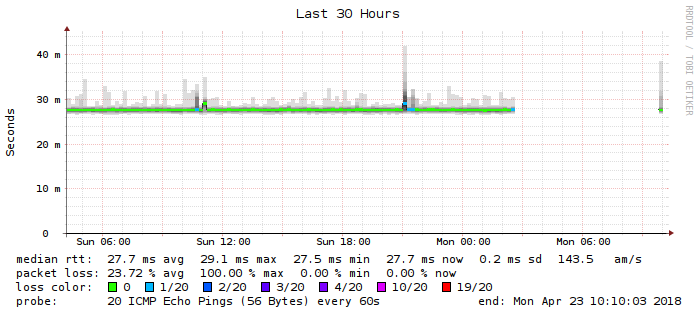 Last 30 Hours
RRDTOOL / TOBI OETIKER
Seconds
40 m
30 m
20 m
10 m
0
Sun 06:00 Sun 12:00 Sun 18:00 Mon 00:00 Mon 06:00
median rtt: 27.7 ms avg 29.1 ms max 27.5 ms min 27.7 ms now 0.2 ms sd 143.5 am/s
packet loss: 23.72 % avg 100.00 % max 0.00 % min 0.00 % now
loss color: 0 1/20 2/20 3/20 4/20 10/20 19/20
probe: 20 ICMP Echo Pings (56 Bytes) every 60s end: Mon Apr 23 10:10:03 2018